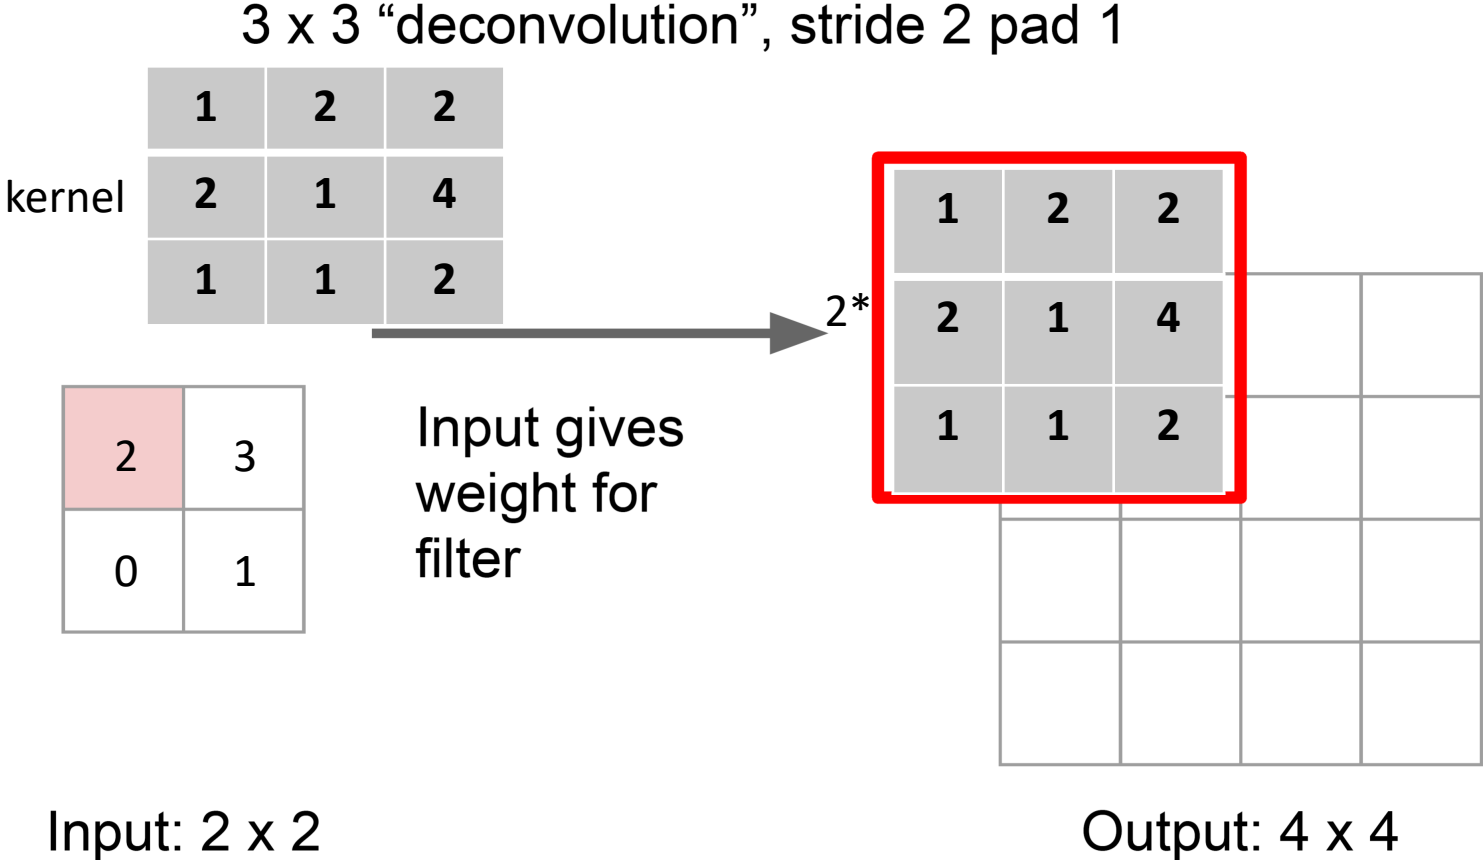 3 x 3 “deconvolution”, stride 2 pad 1
1 2 2
kernel 2 1 4
1 1 2
1 2 2
2* 2 1 4
1 1 2
2 3
0 1
Input gives
weight for
filter
Input: 2 x 2
Output: 4 x 4